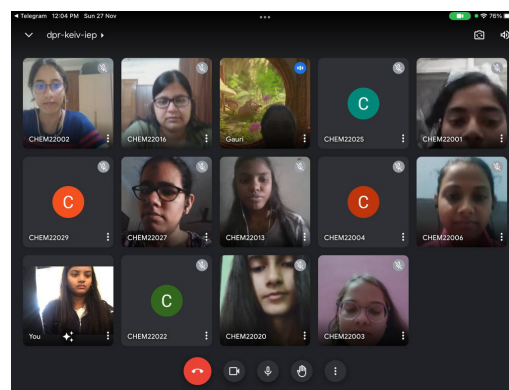 Telegram 12:04 PM Sun 27 Nov
76%
dpr-keiv-iep
CHEM22002
CHEM22016
Gauri
C
CHEM22025
CHEM22001
C
CHEM22029
CHEM22027
CHEM22013
C
CHEM22004
CHEM22006
You
C
CHEM22022
CHEM22020
CHEM22003